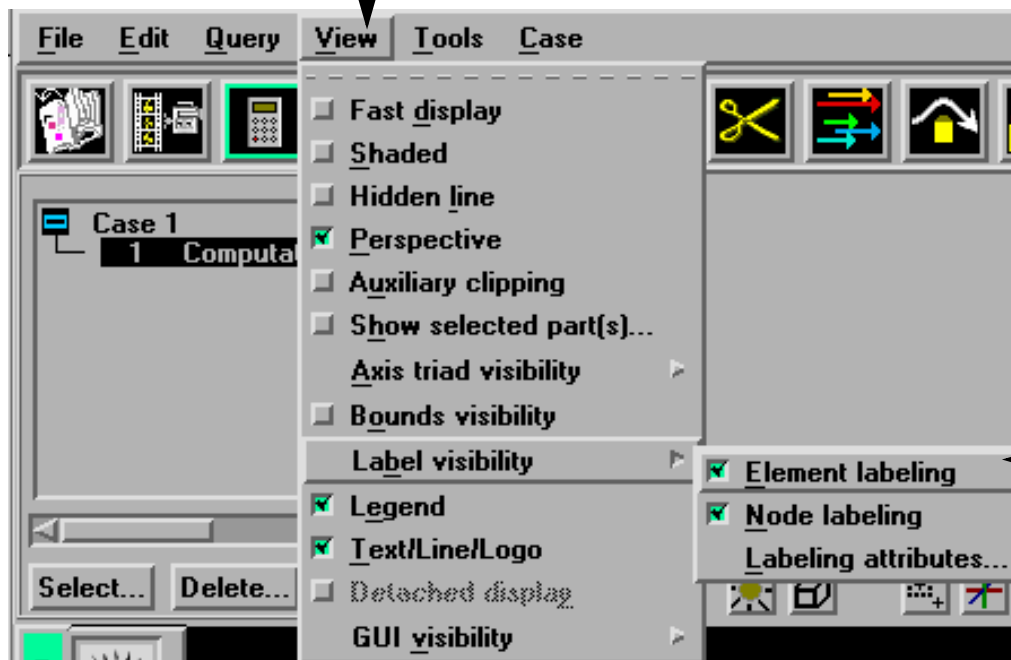 File Edit Query View Tools Case
Fast display
Shaded
Hidden line
Perspective
Auxiliary clipping
Show selected part(s)...
Axis triad visibility
Bounds visibility
Label visibility
Legend
Text/Line/Logo
Detached display
GUI visibility
Case 1
1 Computa
Element labeling
Node labeling
Labeling attributes...
Select... Delete...